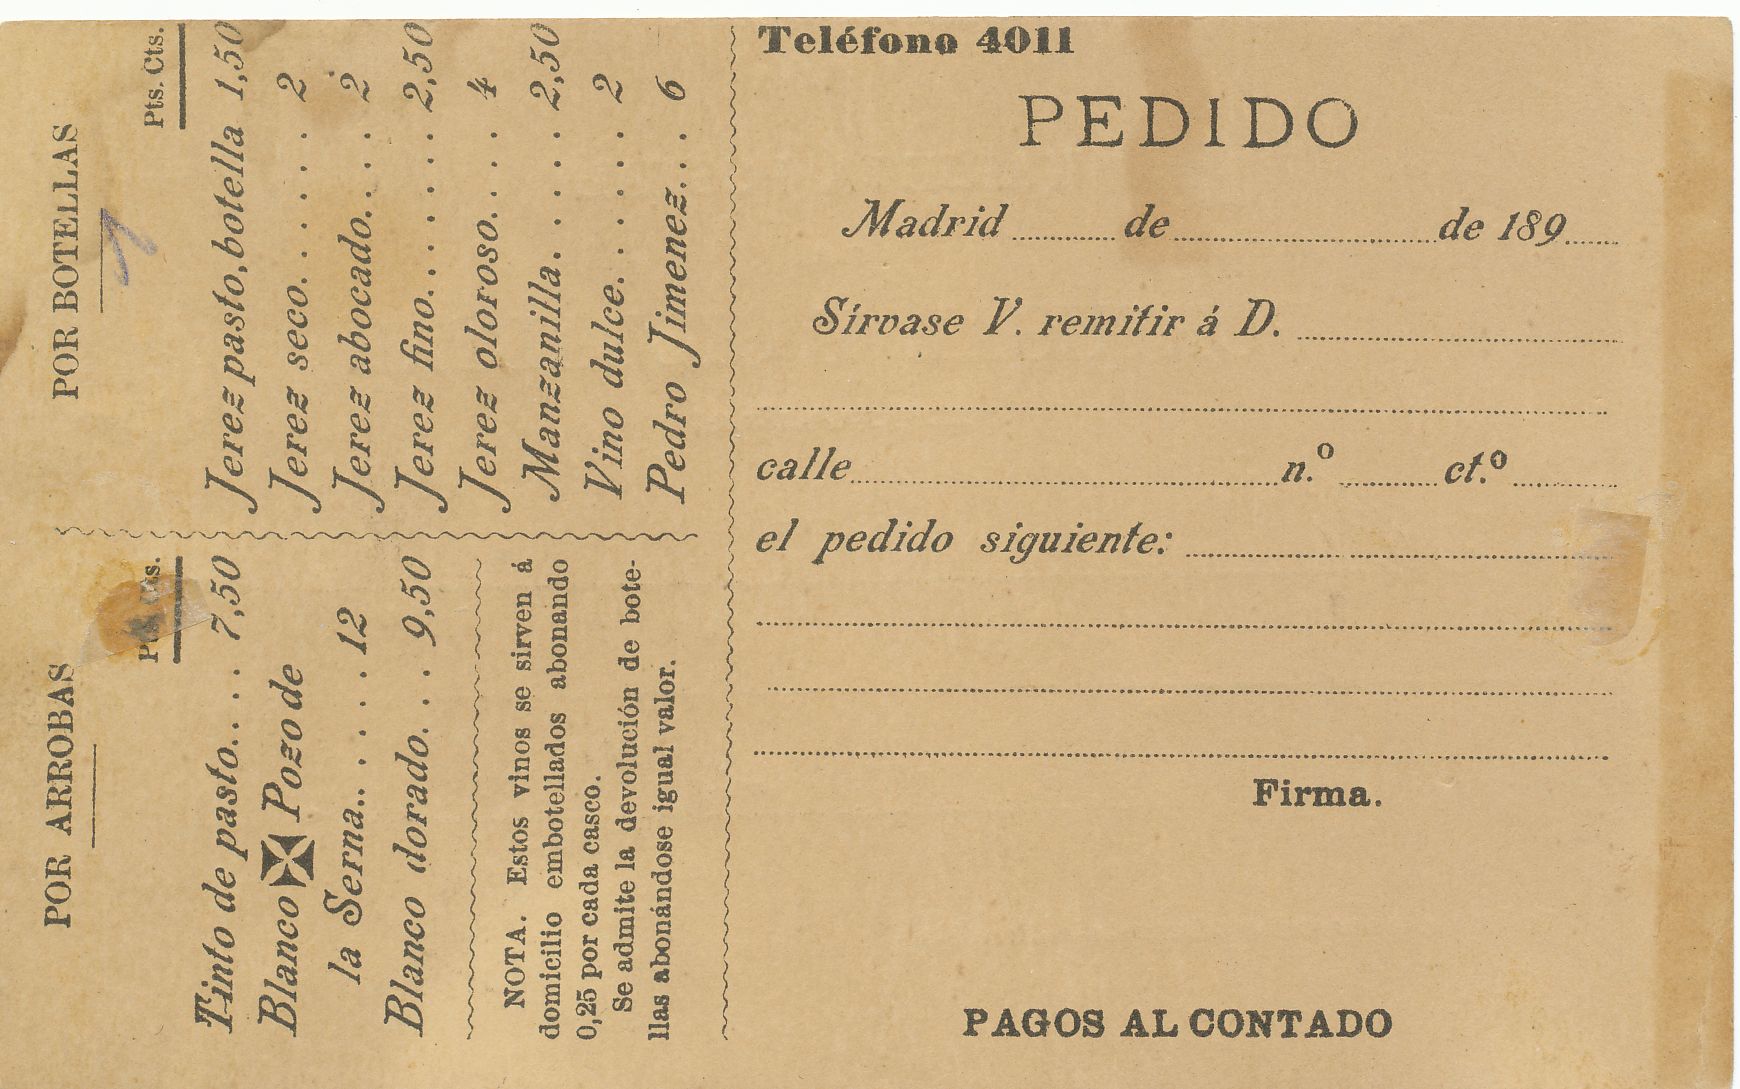 POR ARROBAS
Pts. Cts.
Tinto de pasto.... 7,50
Blanco Pozo de
la Serna..... 12
Blanco dorado... 9,50
NOTA. Estos vinos se sirven á
domicilio embotellados abonando
0,25 por cada casco.
Se admite la devolución de bote-
llas abonándose igual valor.
POR BOTELLAS
1
Pts. Cts.
Jerez pasto, botella 1,50
Jerez seco....... 2
Jerez abocado.... 2
Jerez fino....... 2,50
Jerez oloroso.... 4
Manzanilla...... 2,50
Vino dulce...... 2
Pedro Jimenez... 6
Teléfono 4011
PEDIDO
Madrid ........ de ........ de 189....
Sírvase V. remitir á D. ........
calle ........ n.º ........ ct.º ........
el pedido siguiente: ........
Firma.
PAGOS AL CONTADO